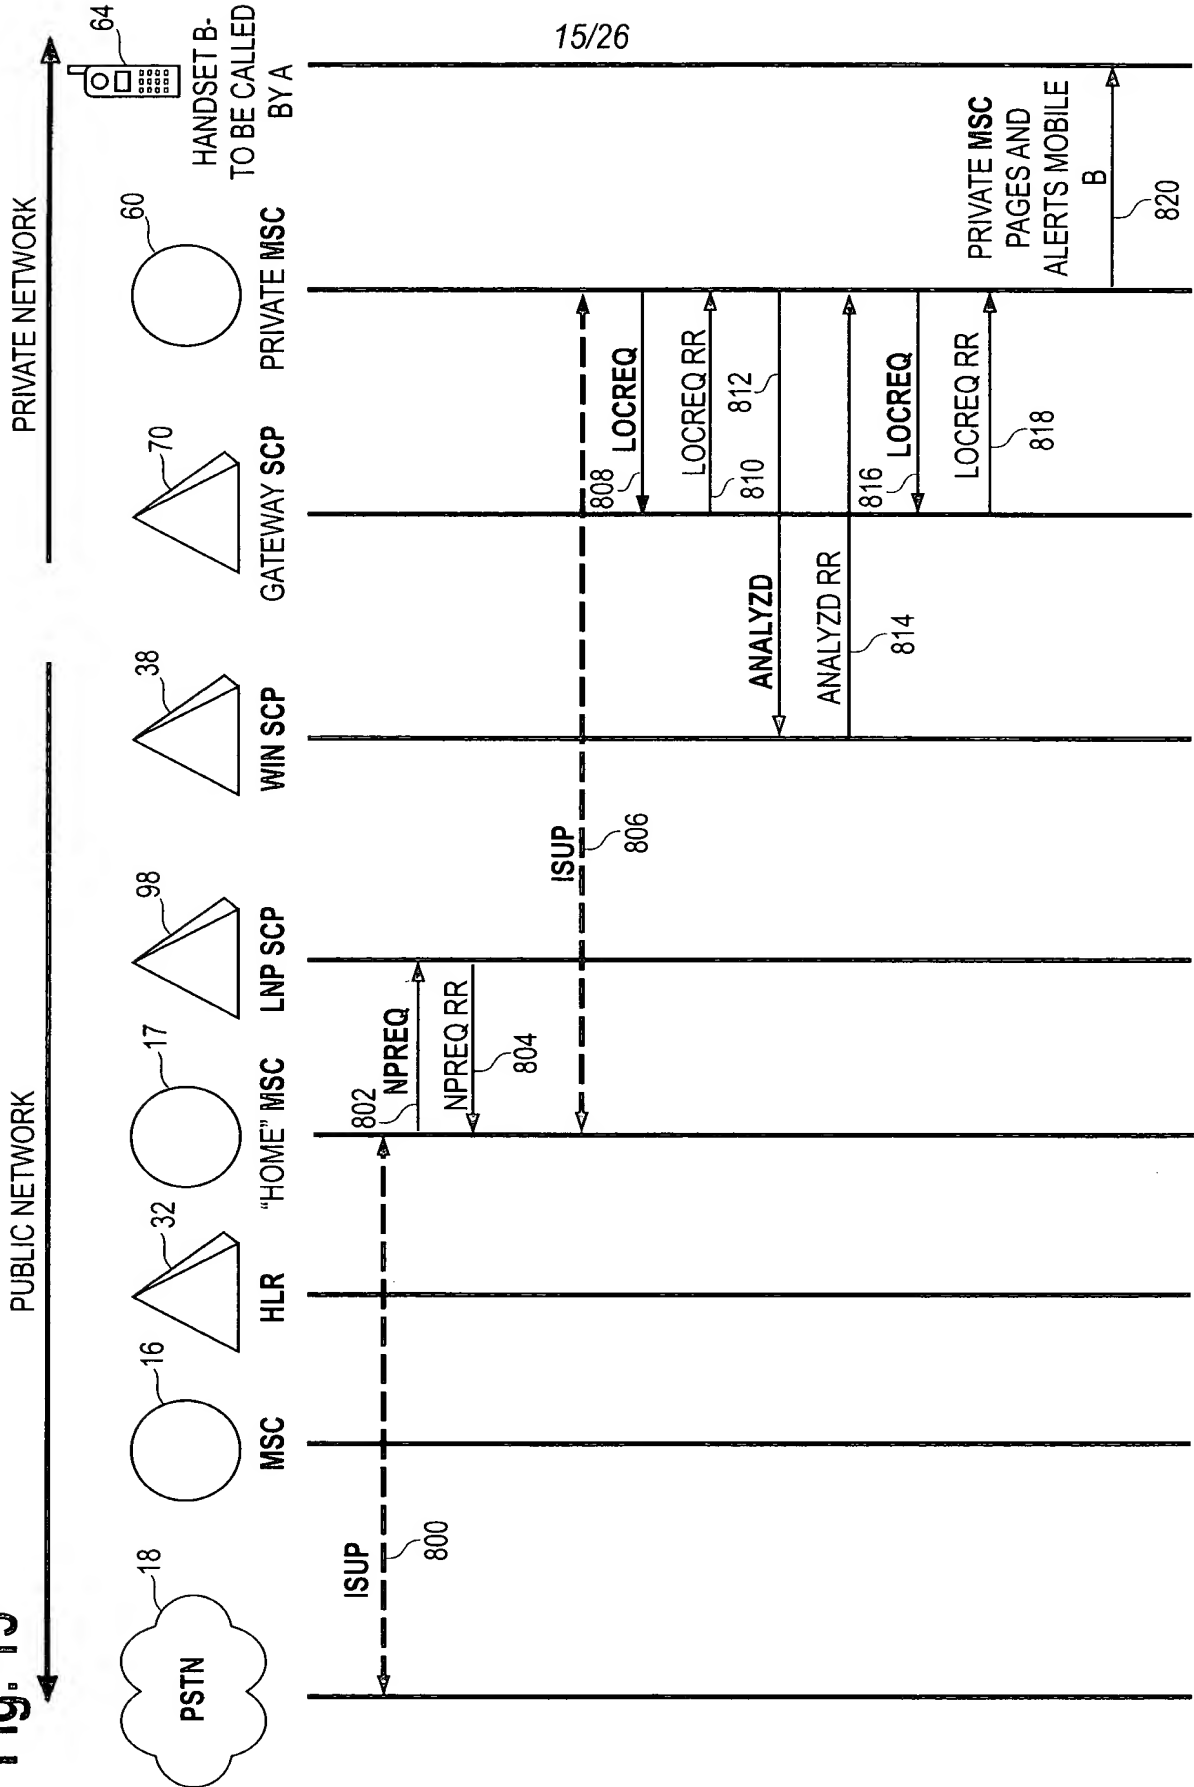 15/26
Fig. 15
PUBLIC NETWORK
PRIVATE NETWORK
18
PSTN
16
MSC
32
HLR
17
"HOME" MSC
98
LNP SCP
38
WIN SCP
70
GATEWAY SCP
60
PRIVATE MSC
64
HANDSET B-
TO BE CALLED
BY A
ISUP
800
802
NPREQ
NPREQ RR
804
ISUP
806
808
LOCREQ
LOCREQ RR
810
812
ANALYZD
ANALYZD RR
814
LOCREQ
816
LOCREQ RR
818
PRIVATE MSC
PAGES AND
ALERTS MOBILE
B
820